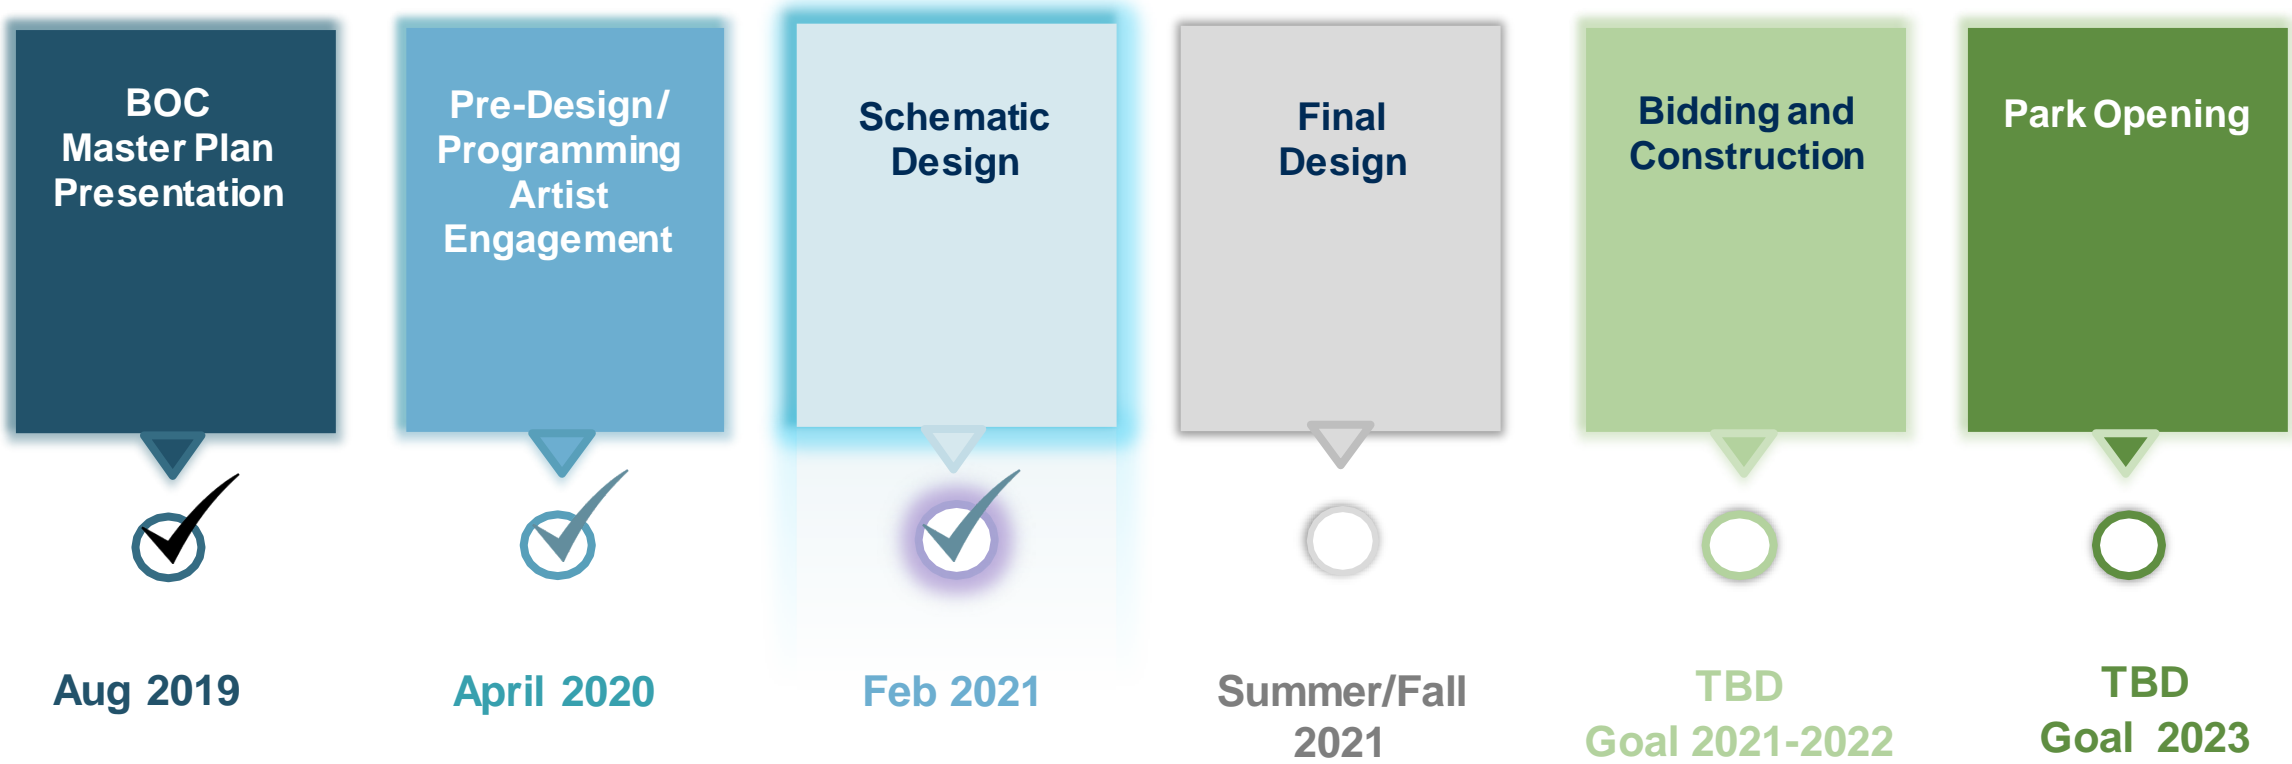 BOC
Master Plan
Presentation
Pre-Design/
Programming
Artist
Engagement
Schematic
Design
Final
Design
Bidding and
Construction
Park Opening
Aug 2019
April 2020
Feb 2021
Summer/Fall
2021
TBD
Goal 2021-2022
TBD
Goal 2023